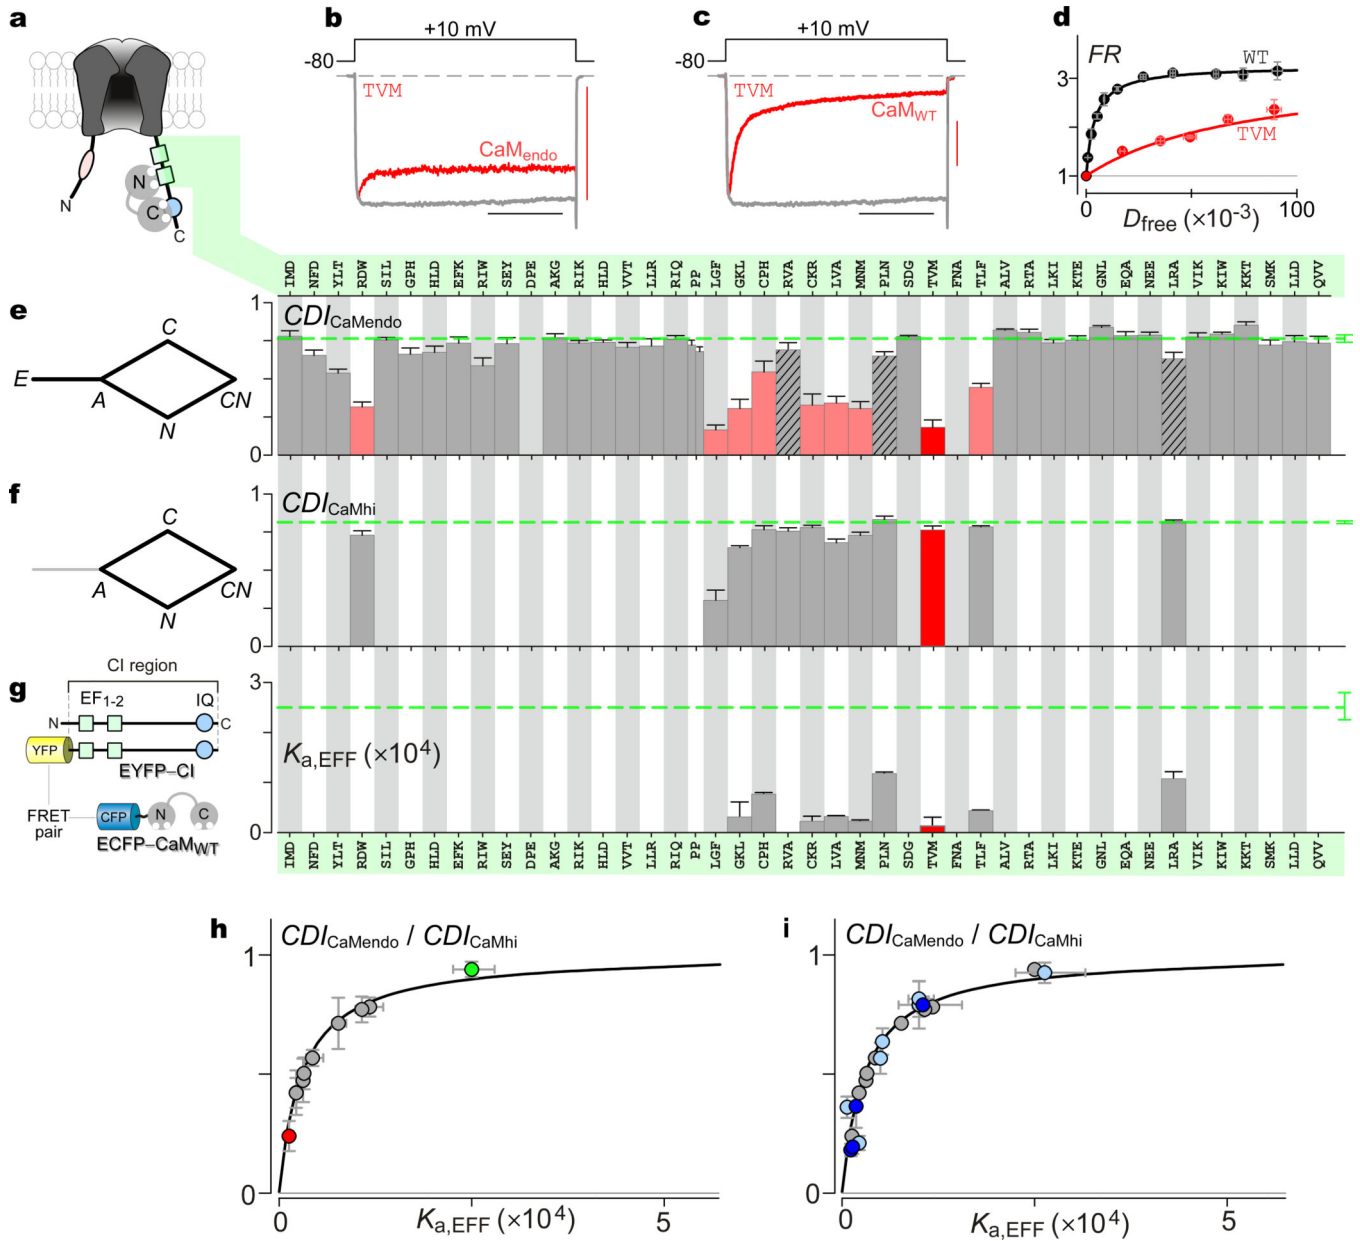 a
N
C
N
C
b
+10 mV
-80
TVM
CaMendo
c
+10 mV
-80
TVM
CaMWT
d
FR
WT
3
TVM
1
0
100
Dfree (×10-3)
IMD NFD YLT RDW SIL GPH HLD EFK RIW SEY DPE AKG RIK HLD VVT LLR RIQ PP LGF GKL CPH RVA CKR LVA MNM PLN SDG TVM FNA TLF ALV RTA LKI KTE GNL EQA NEE LRA VIK KIW KKT SMK LLD QVV
e
E
A
C
N
CN
1
CDICaMendo
0
f
A
C
N
CN
1
CDICaMhi
0
g
CI region
EF1-2
IQ
N
C
YFP
EYFP–CI
FRET
pair
CFP
N
C
ECFP–CaMWT
3
Ka,EFF (×104)
0
IMD NFD YLT RDW SIL GPH HLD EFK RIW SEY DPE AKG RIK HLD VVT LLR RIQ PP LGF GKL CPH RVA CKR LVA MNM PLN SDG TVM FNA TLF ALV RTA LKI KTE GNL EQA NEE LRA VIK KIW KKT SMK LLD QVV
h
CDICaMendo / CDICaMhi
1
0
0
5
Ka,EFF (×104)
i
CDICaMendo / CDICaMhi
1
0
0
5
Ka,EFF (×104)